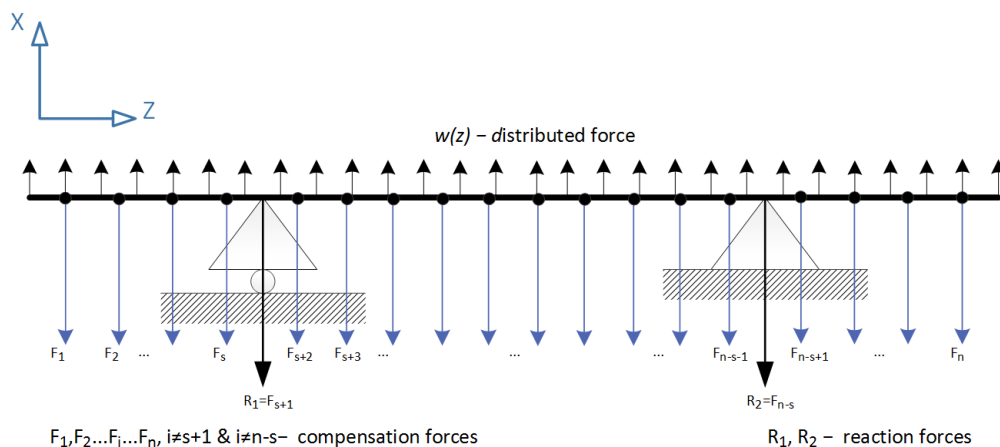 X
Z
w(z) – distributed force
F₁ F₂ ... Fₛ Fₛ₊₂ Fₛ₊₃ ... ... ... Fₙ₋ₛ₋₁ Fₙ₋ₛ₊₁ ... Fₙ
R₁=Fₛ₊₁ R₂=Fₙ₋ₛ
F₁,F₂...Fᵢ...Fₙ, i≠s+1 & i≠n-s– compensation forces R₁, R₂ – reaction forces